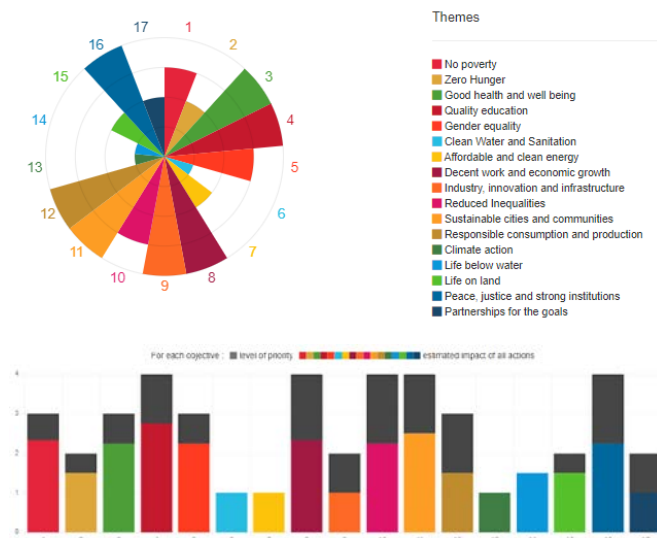 Themes
17
1
16
2
15
3
14
4
13
5
12
6
11
7
10
9
8
No poverty
Zero Hunger
Good health and well being
Quality education
Gender equality
Clean Water and Sanitation
Affordable and clean energy
Decent work and economic growth
Industry, innovation and infrastructure
Reduced Inequalities
Sustainable cities and communities
Responsible consumption and production
Climate action
Life below water
Life on land
Peace, justice and strong institutions
Partnerships for the goals
For each objective : level of priority estimated impact of all actions
4
3
2
1
0